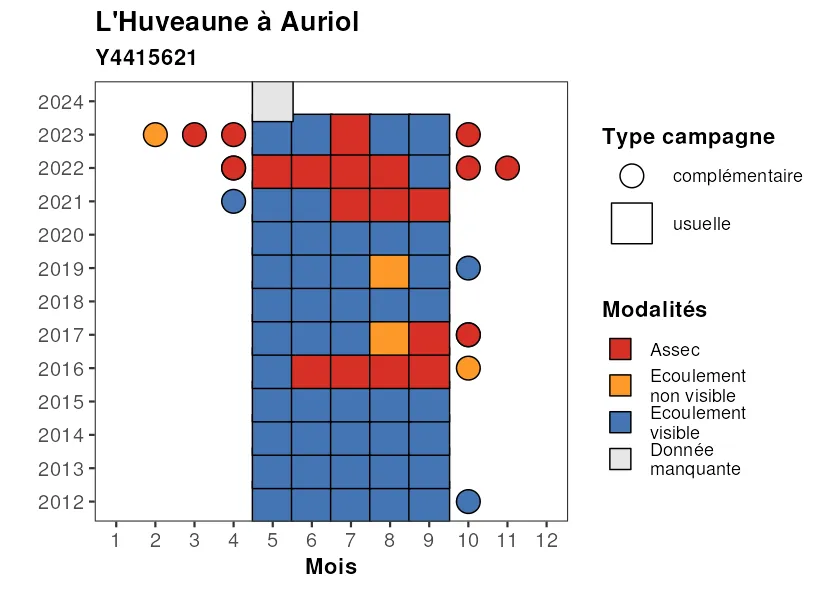 L'Huveaune à Auriol
Y4415621
2024
2023
2022
2021
2020
2019
2018
2017
2016
2015
2014
2013
2012
1 2 3 4 5 6 7 8 9 10 11 12
Mois
Type campagne
complémentaire
usuelle
Modalités
Assec
Ecoulement
non visible
Ecoulement
visible
Donnée
manquante